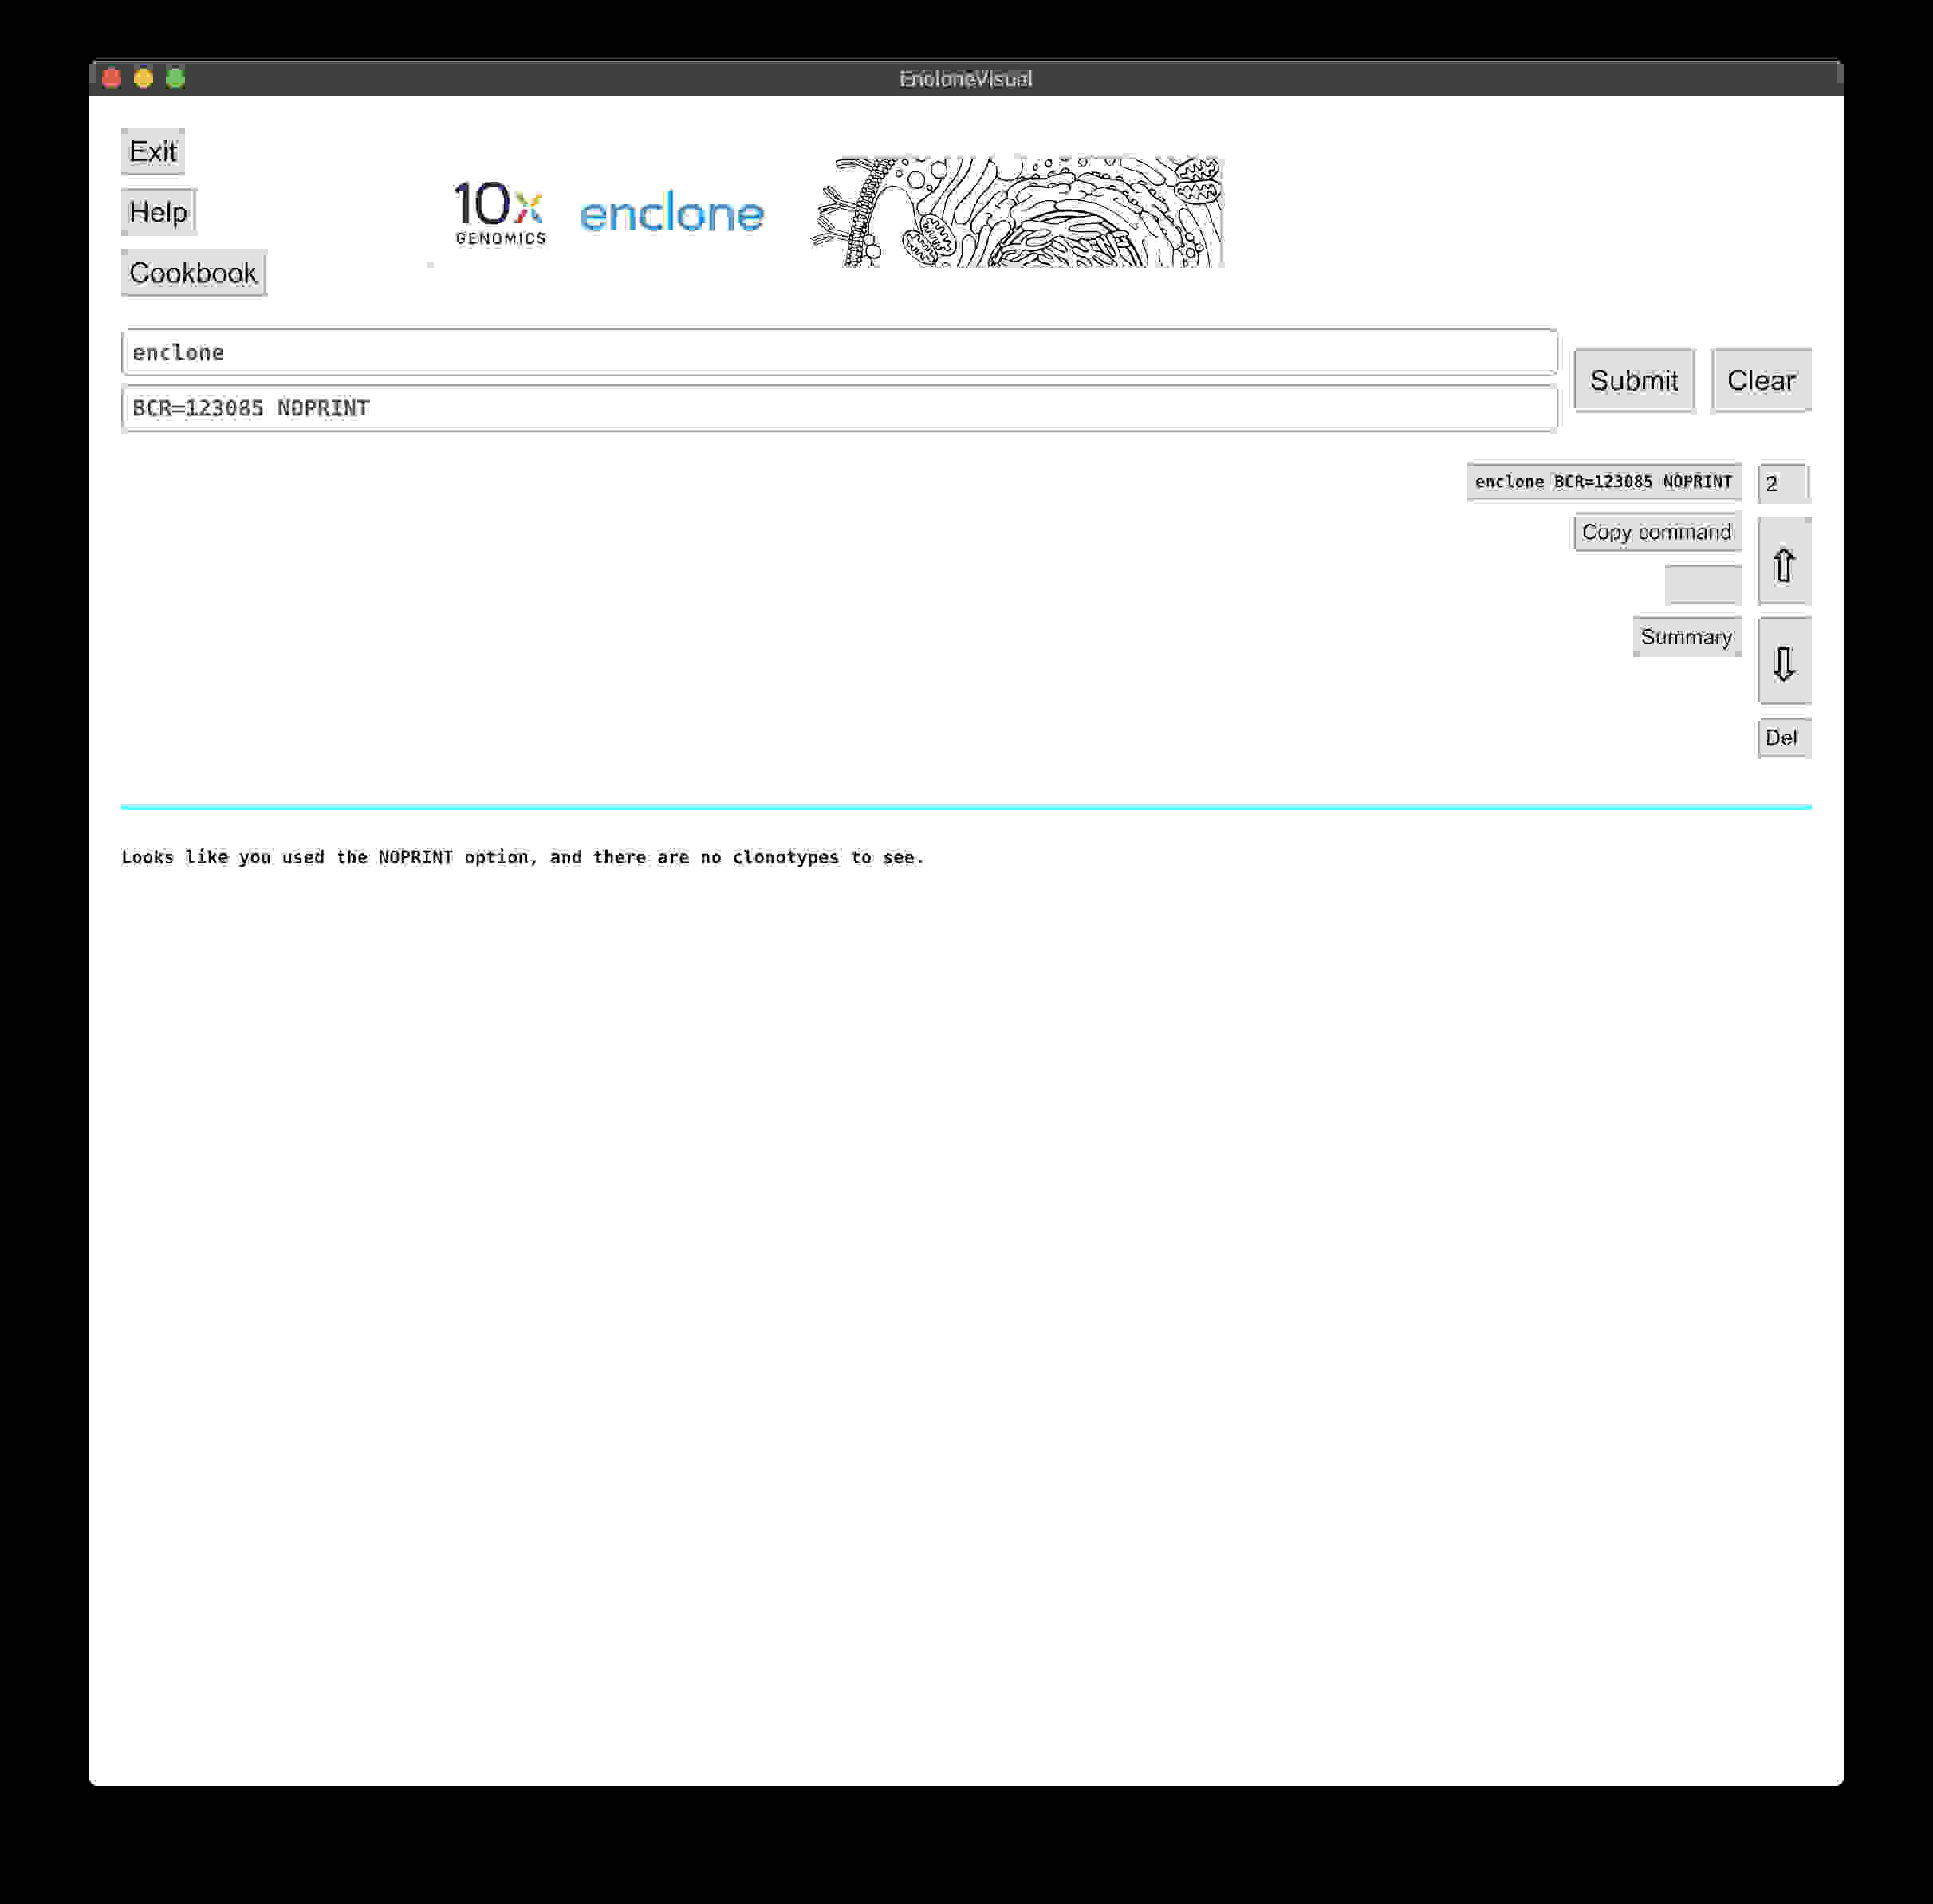 EncloneVisual
Exit
Help
Cookbook
10x
GENOMICS
enclone
enclone
BCR=123085 NOPRINT
Submit
Clear
enclone BCR=123085 NOPRINT
2
Copy command
⇧
Summary
⇩
Del
Looks like you used the NOPRINT option, and there are no clonotypes to see.